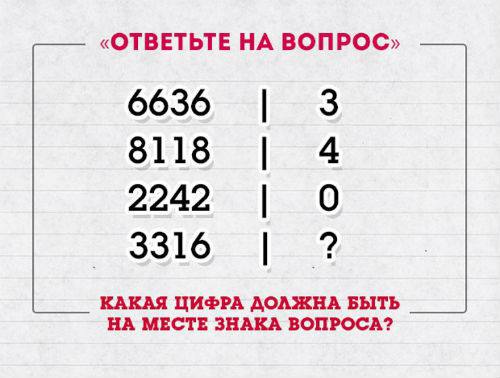 «ОТВЕТЬТЕ НА ВОПРОС»
6636 | 3
8118 | 4
2242 | 0
3316 | ?
КАКАЯ ЦИФРА ДОЛЖНА БЫТЬ
НА МЕСТЕ ЗНАКА ВОПРОСА?